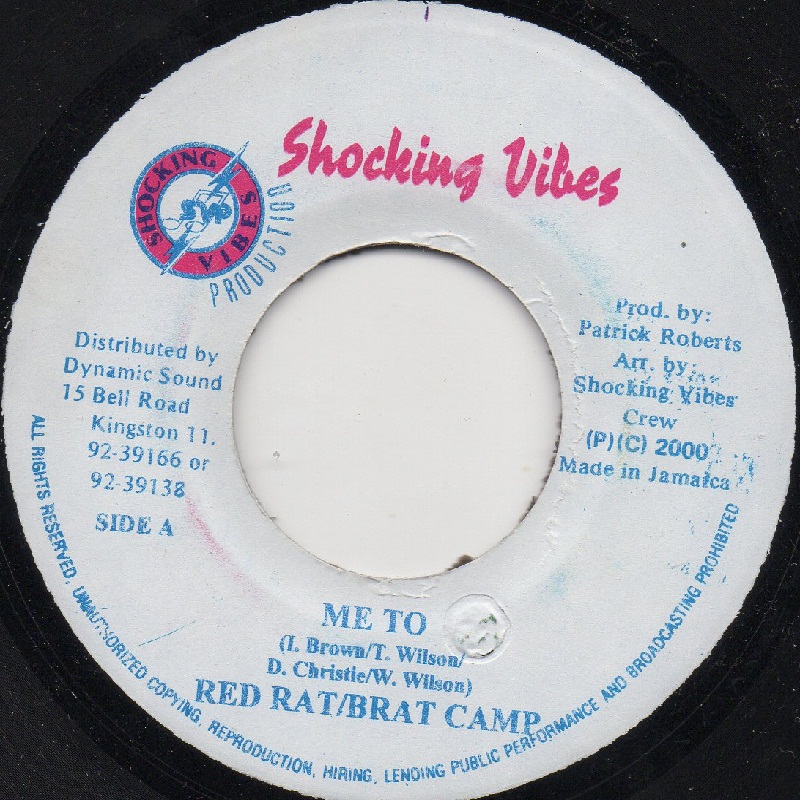 Shocking Vibes
SHOCKING VIBES
SVP
PRODUCTION
Distributed by
Dynamic Sound
15 Bell Road
Kingston 11.
92-39166 or
92-39138
SIDE A
Prod. by:
Patrick Roberts
Arr. by:
Shocking Vibes
Crew
(P)(C) 2000
Made in Jamaica
ME TO
(I. Brown/T. Wilson/
D. Christie/W. Wilson)
RED RAT/BRAT CAMP
ALL RIGHTS RESERVED, UNAUTSORIZED COPYING, REPRODUCTION, HIRING, LENDING PUBLIC PERFORMANCE AND BROADCASTING PROHIBITED